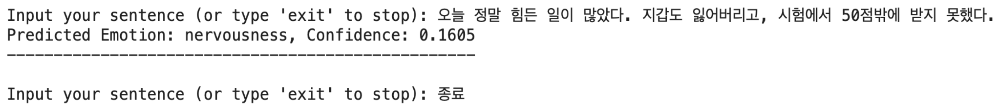 Input your sentence (or type 'exit' to stop): 오늘 정말 힘든 일이 많았다. 지갑도 잃어버리고, 시험에서 50점밖에 받지 못했다.
Predicted Emotion: nervousness, Confidence: 0.1605
--------------------------------------------------
Input your sentence (or type 'exit' to stop): 종료